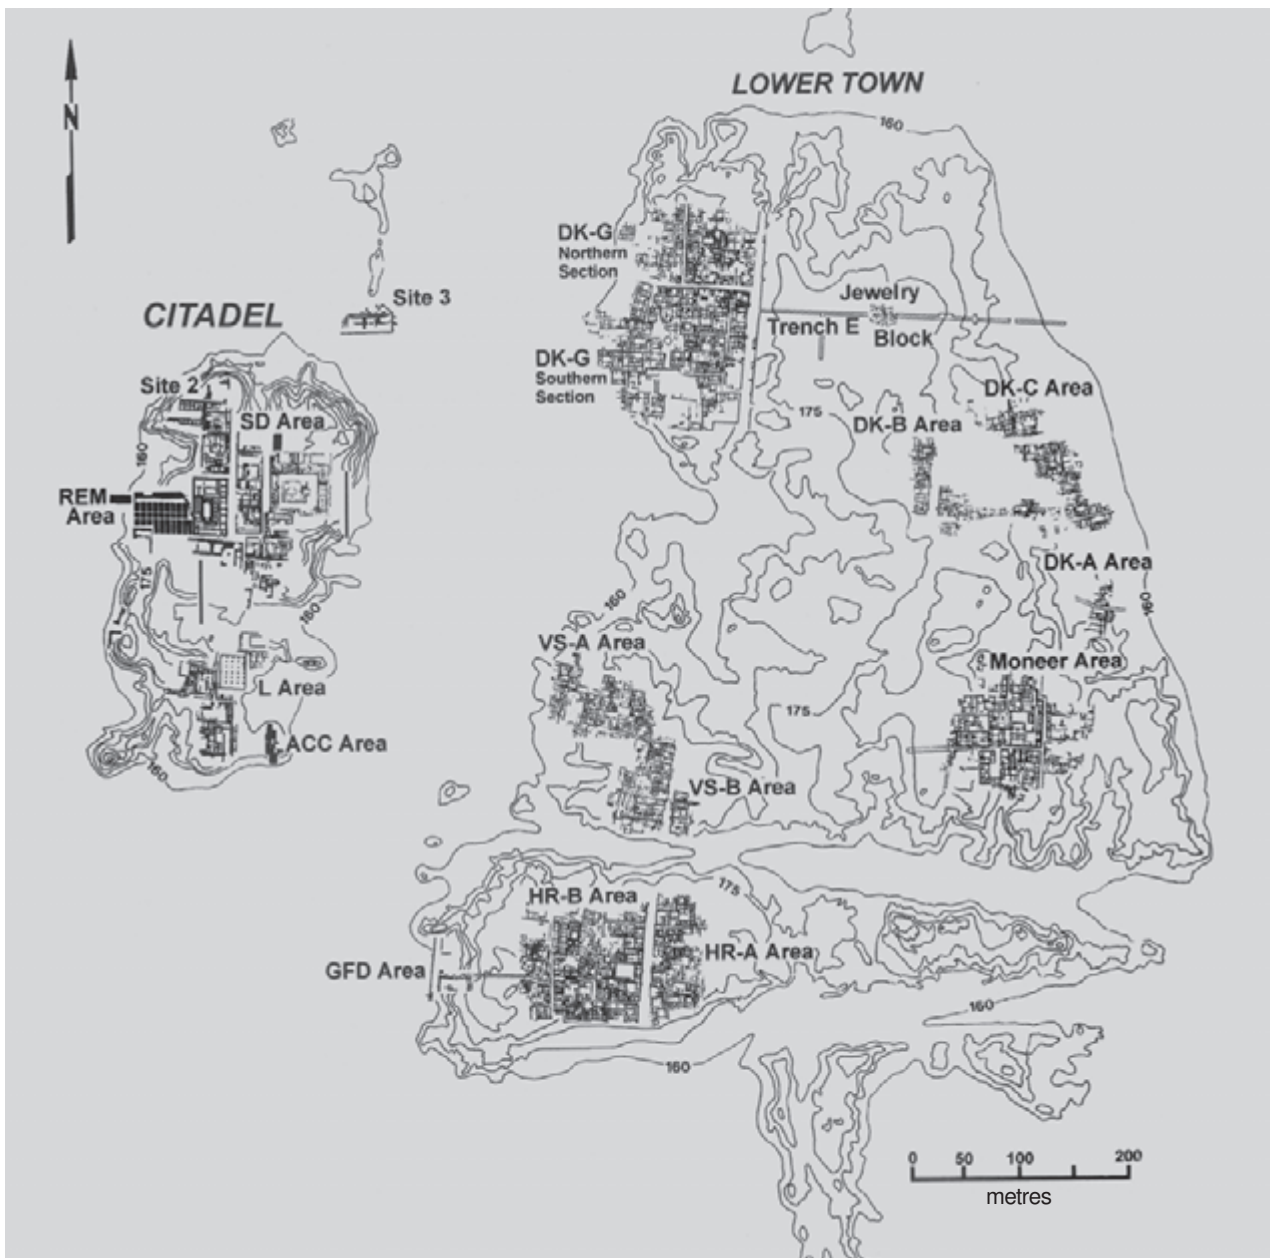 LOWER TOWN
160
N
DK-G
Northern
Section
Jewelry
Site 3
CITADEL
Trench E
Block
DK-G
Southern
Section
Site 2
DK-C Area
SD Area
175
DK-B Area
160
REM
Area
DK-A Area
175
160
160
160
VS-A Area
Moneer Area
L Area
175
ACC Area
160
VS-B Area
175
HR-B Area
HR-A Area
GFD Area
160
160
0 50 100 200
metres